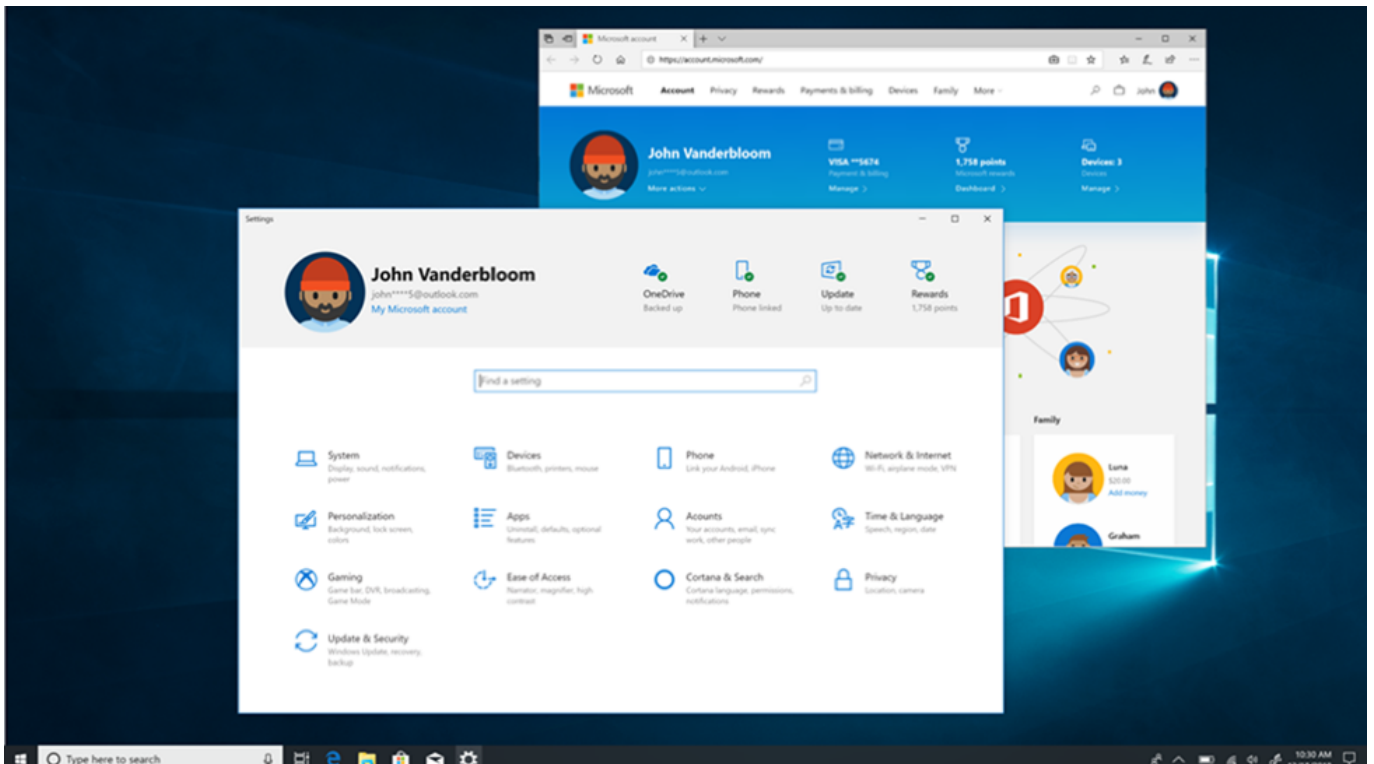 Microsoft account
https://account.microsoft.com/
Microsoft
Account Privacy Rewards Payments & billing Devices Family More
John
John Vanderbloom
john****5@outlook.com
More actions
VISA **5674
Payment & billing
Manage >
1,758 points
Microsoft rewards
Dashboard >
Devices: 3
Devices
Manage >
Settings
John Vanderbloom
john****5@outlook.com
My Microsoft account
OneDrive
Backed up
Phone
Phone linked
Update
Up to date
Rewards
1,758 points
Find a setting
System
Display, sound, notifications,
power
Devices
Bluetooth, printers, mouse
Phone
Link your Android, iPhone
Network & Internet
Wi-Fi, airplane mode, VPN
Personalization
Background, lock screen,
colors
Apps
Uninstall, defaults, optional
features
Acounts
Your accounts, email, sync
work, other people
Time & Language
Speech, region, date
Gaming
Game bar, DVR, broadcasting,
Game Mode
Ease of Access
Narrator, magnifier, high
contrast
Cortana & Search
Cortana language, permissions,
notifications
Privacy
Location, camera
Update & Security
Windows Update, recovery,
backup
Family
Luna
$20.00
Add money
Graham
Type here to search
10:30 AM